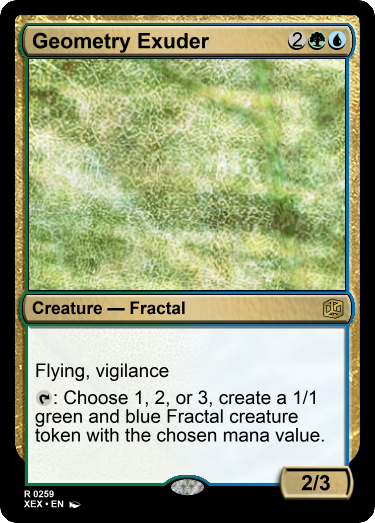 Geometry Exuder 2
Creature — Fractal
Flying, vigilance
: Choose 1, 2, or 3, create a 1/1
green and blue Fractal creature
token with the chosen mana value.
2/3
R 0259
XEX • EN